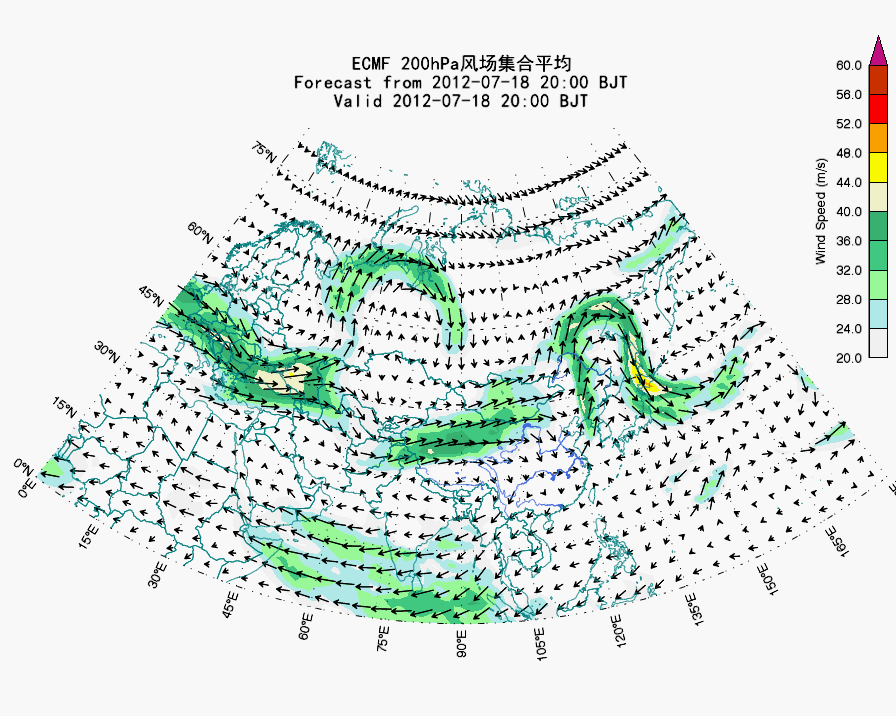 ECMF 200hPa风场集合平均
Forecast from 2012-07-18 20:00 BJT
Valid 2012-07-18 20:00 BJT
60.0
56.0
52.0
48.0
44.0
40.0
36.0
32.0
28.0
24.0
20.0
Wind Speed (m/s)
75°N
60°N
45°N
30°N
15°N
0°N
0°E
15°E
30°E
45°E
60°E
75°E
90°E
105°E
120°E
135°E
150°E
165°E